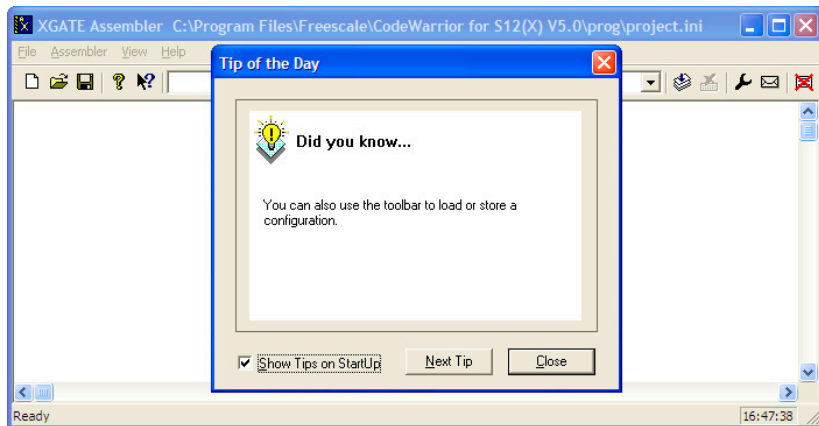 XGATE Assembler C:\Program Files\Freescale\CodeWarrior for S12(X) V5.0\prog\project.ini
File Assembler View Help
Tip of the Day
Did you know...
You can also use the toolbar to load or store a
configuration.
Show Tips on StartUp
Next Tip
Close
Ready
16:47:38